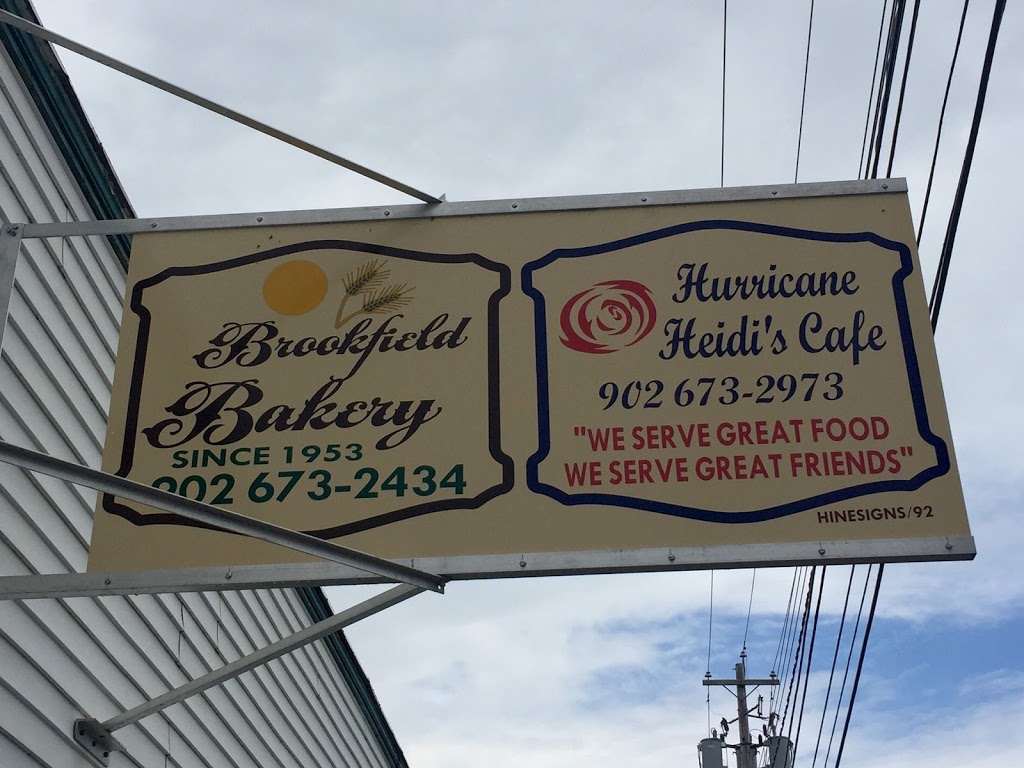 Brookfield
Bakery
SINCE 1953
902 673-2434
Hurricane
Heidi's Cafe
902 673-2973
"WE SERVE GREAT FOOD
WE SERVE GREAT FRIENDS"
HINESIGNS/92